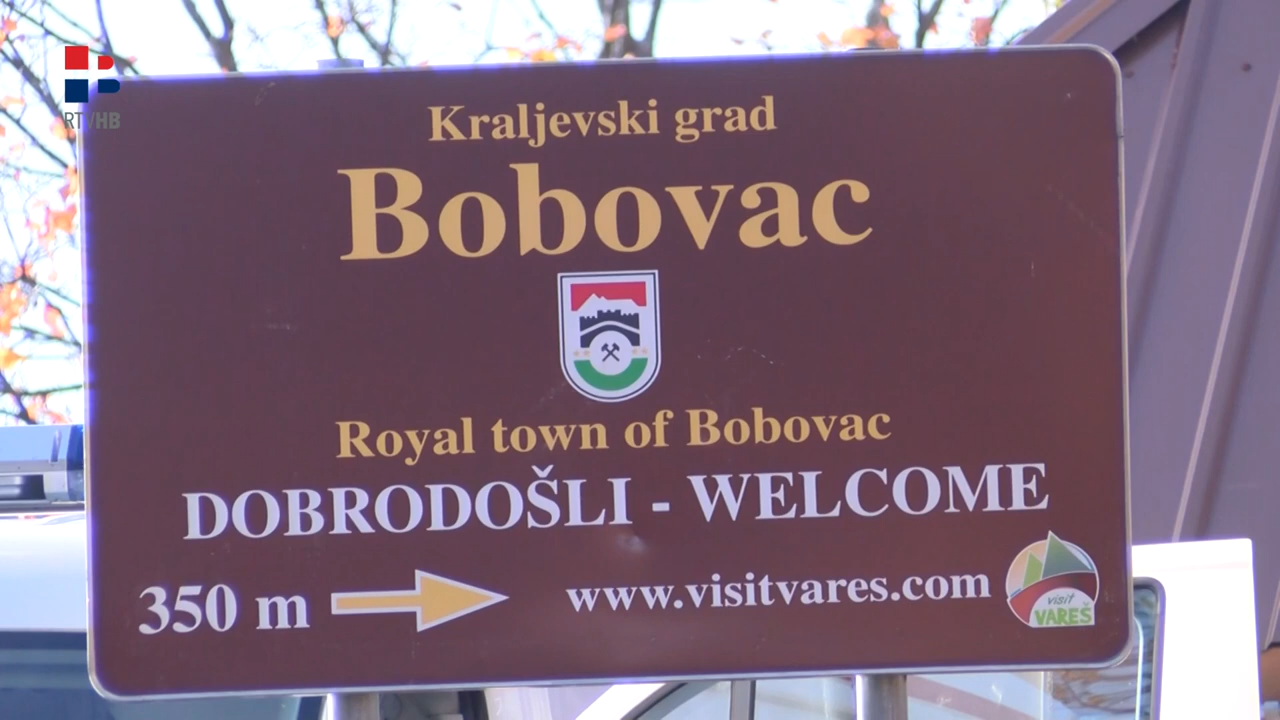 RTVHB
Kraljevski grad
Bobovac
Royal town of Bobovac
DOBRODOŠLI - WELCOME
350 m
www.visitvares.com
visit
VAREŠ